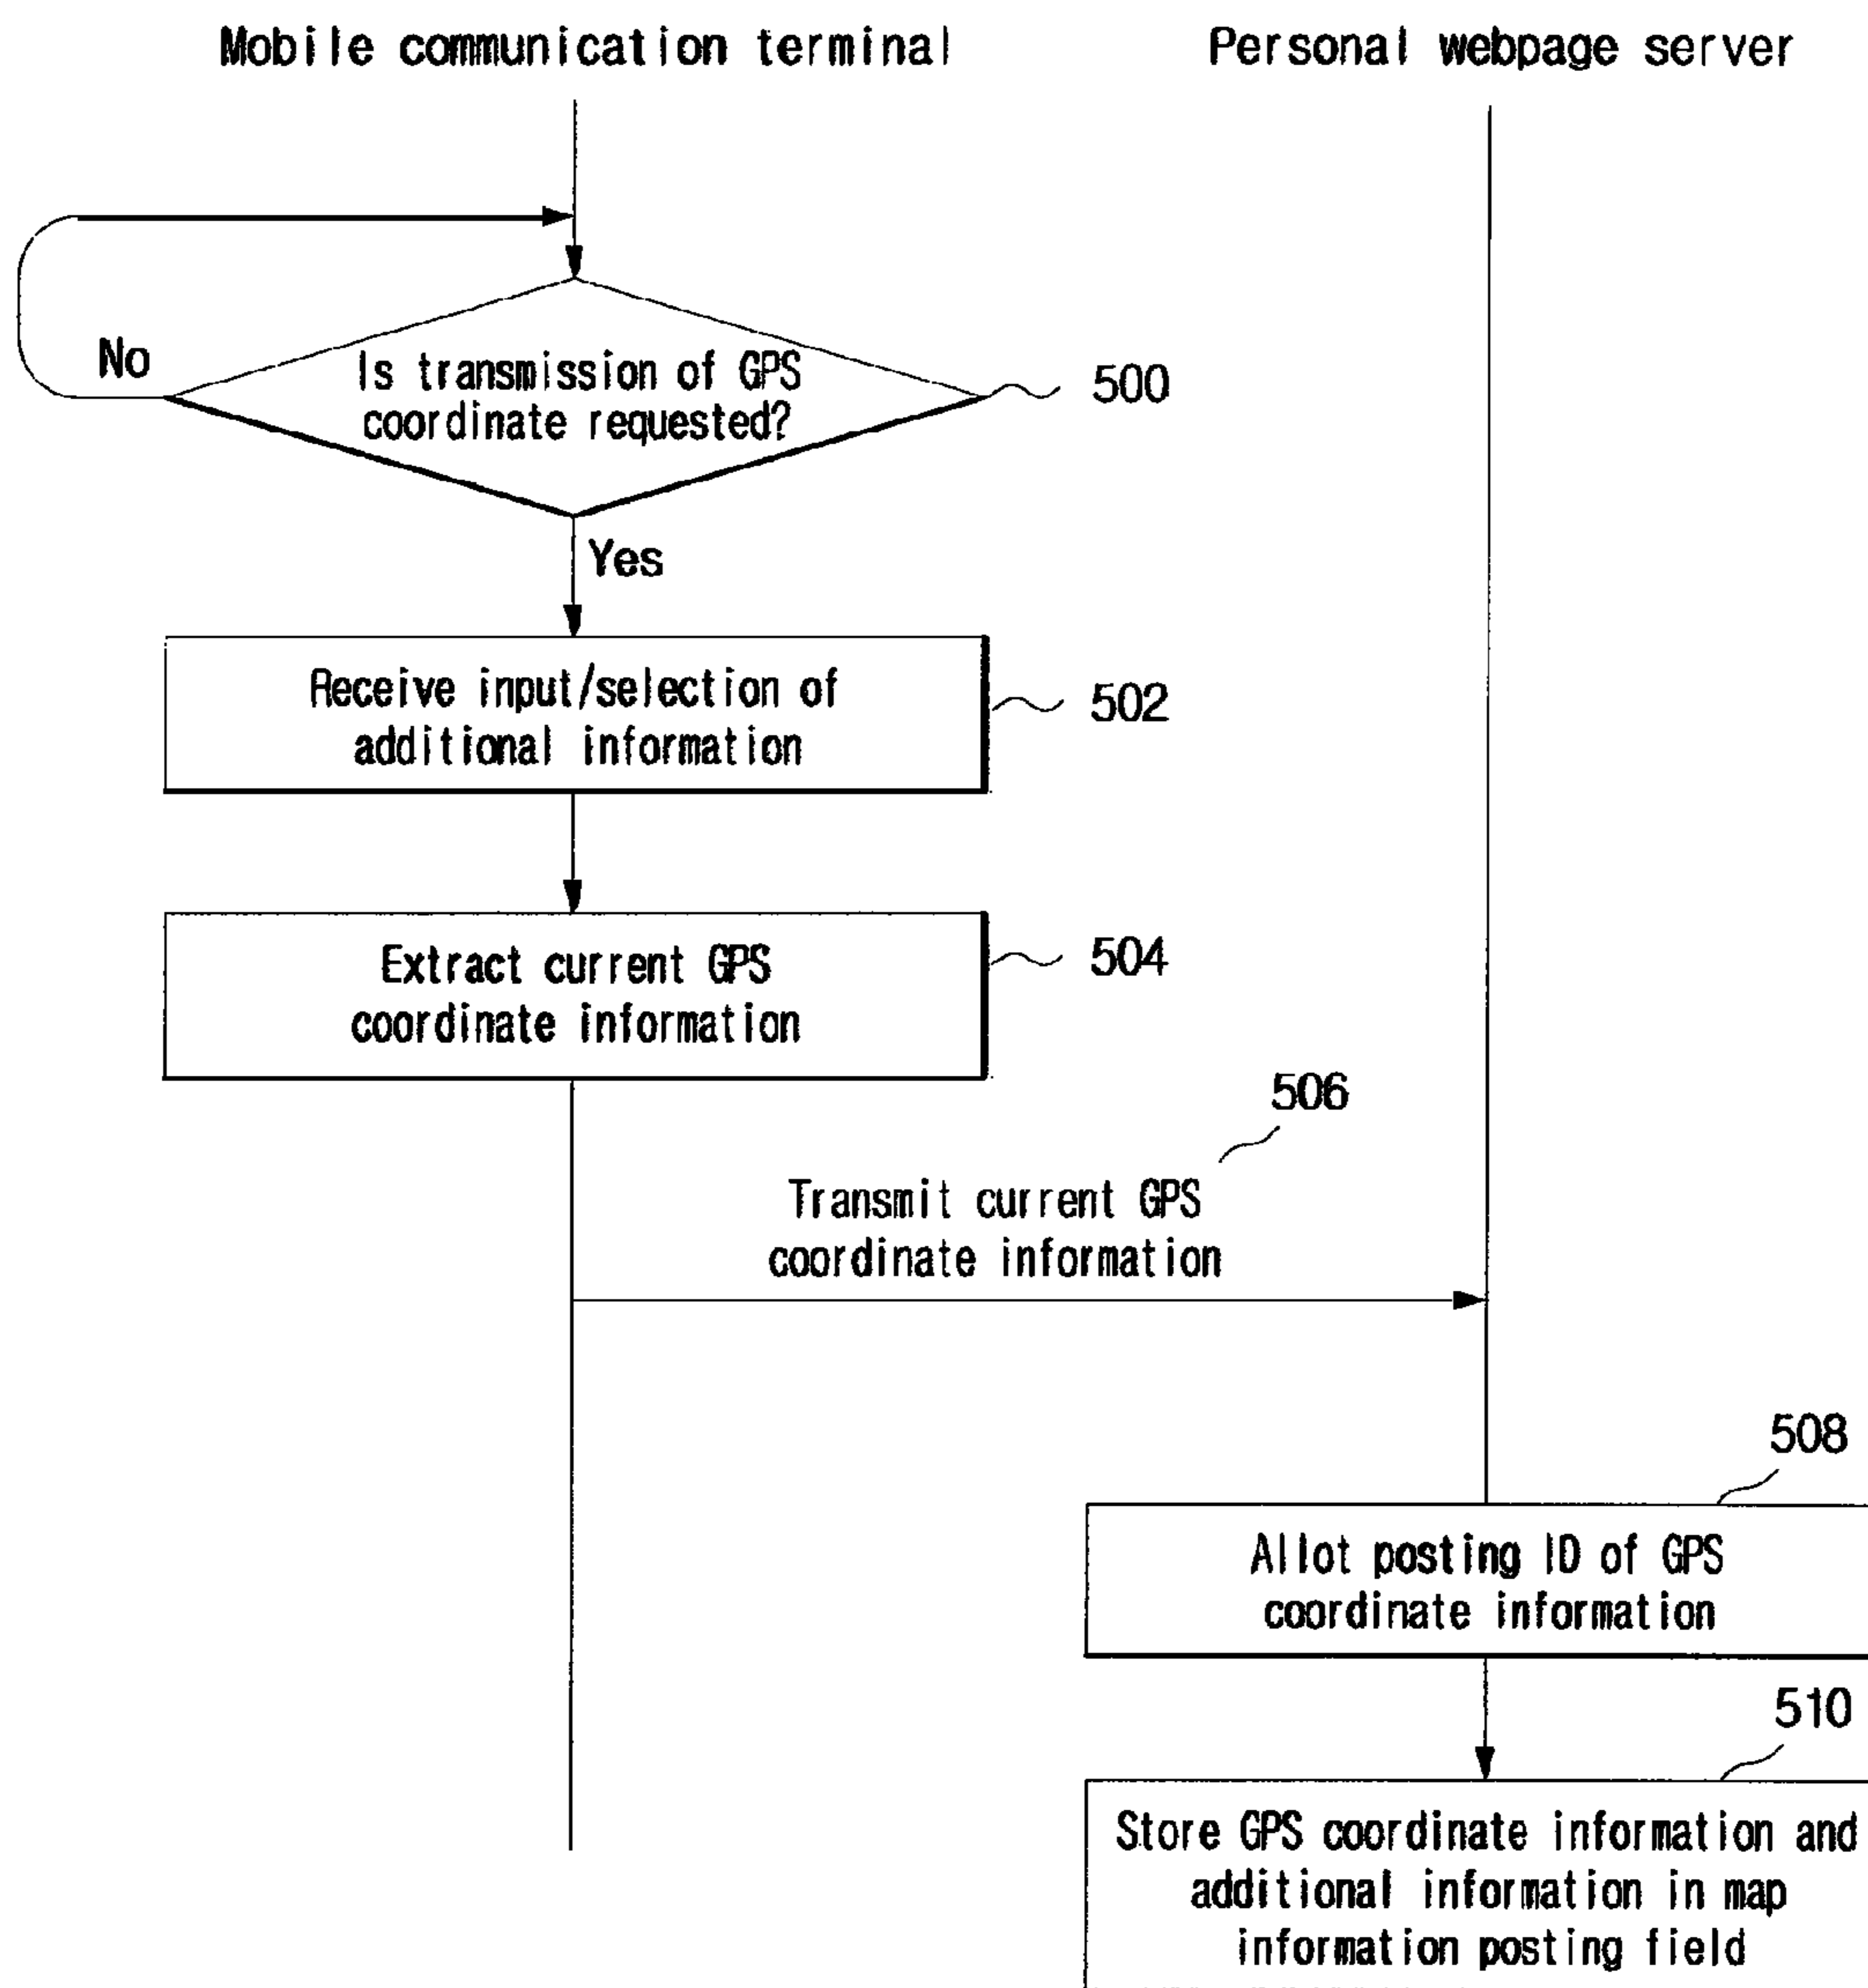 Mobile communication terminal
Personal webpage server
No
Is transmission of GPS
coordinate requested?
500
Yes
Receive input/selection of
additional information
502
Extract current GPS
coordinate information
504
506
Transmit current GPS
coordinate information
508
Allot posting ID of GPS
coordinate information
510
Store GPS coordinate information and
additional information in map
information posting field